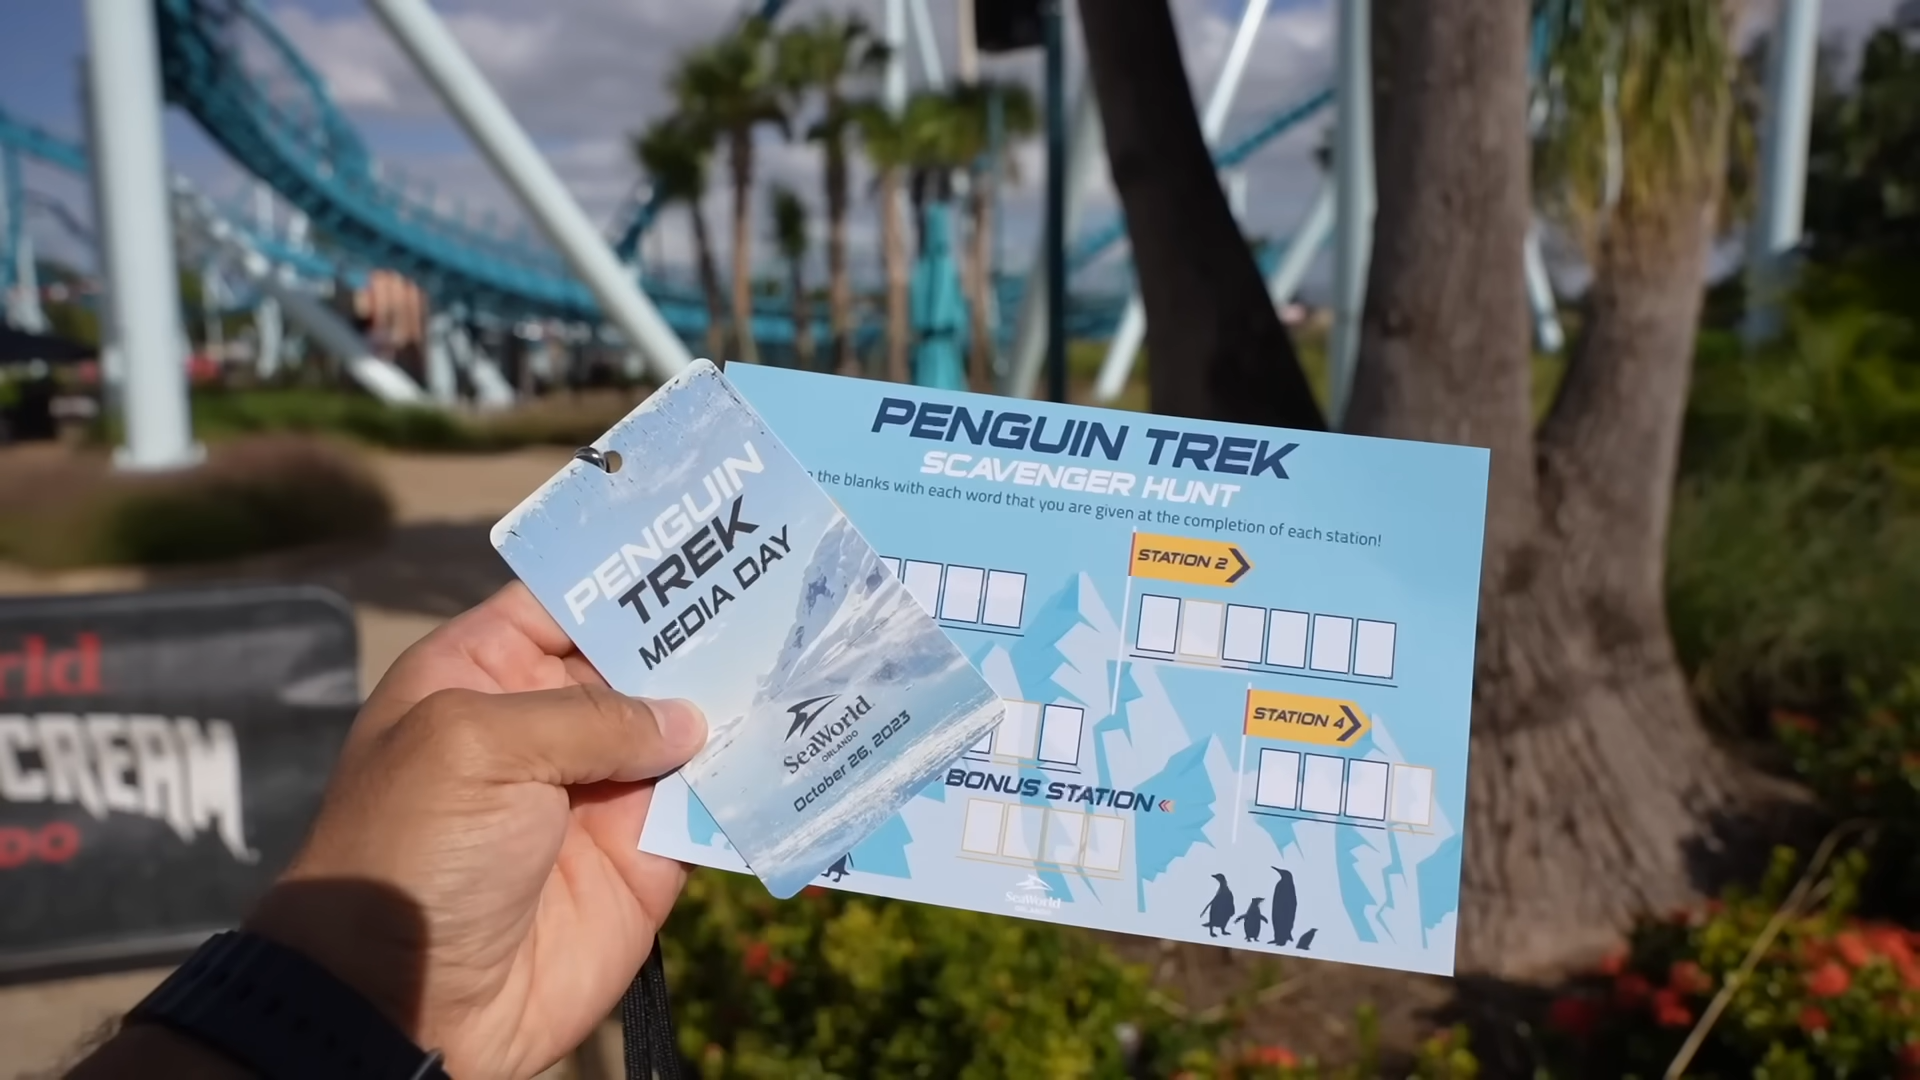 PENGUIN
TREK
MEDIA DAY
SeaWorld
ORLANDO
October 26, 2023
PENGUIN TREK
SCAVENGER HUNT
the blanks with each word that you are given at the completion of each station!
STATION 2
STATION 4
BONUS STATION
SeaWorld
ORLANDO
rld
CREAM
DO